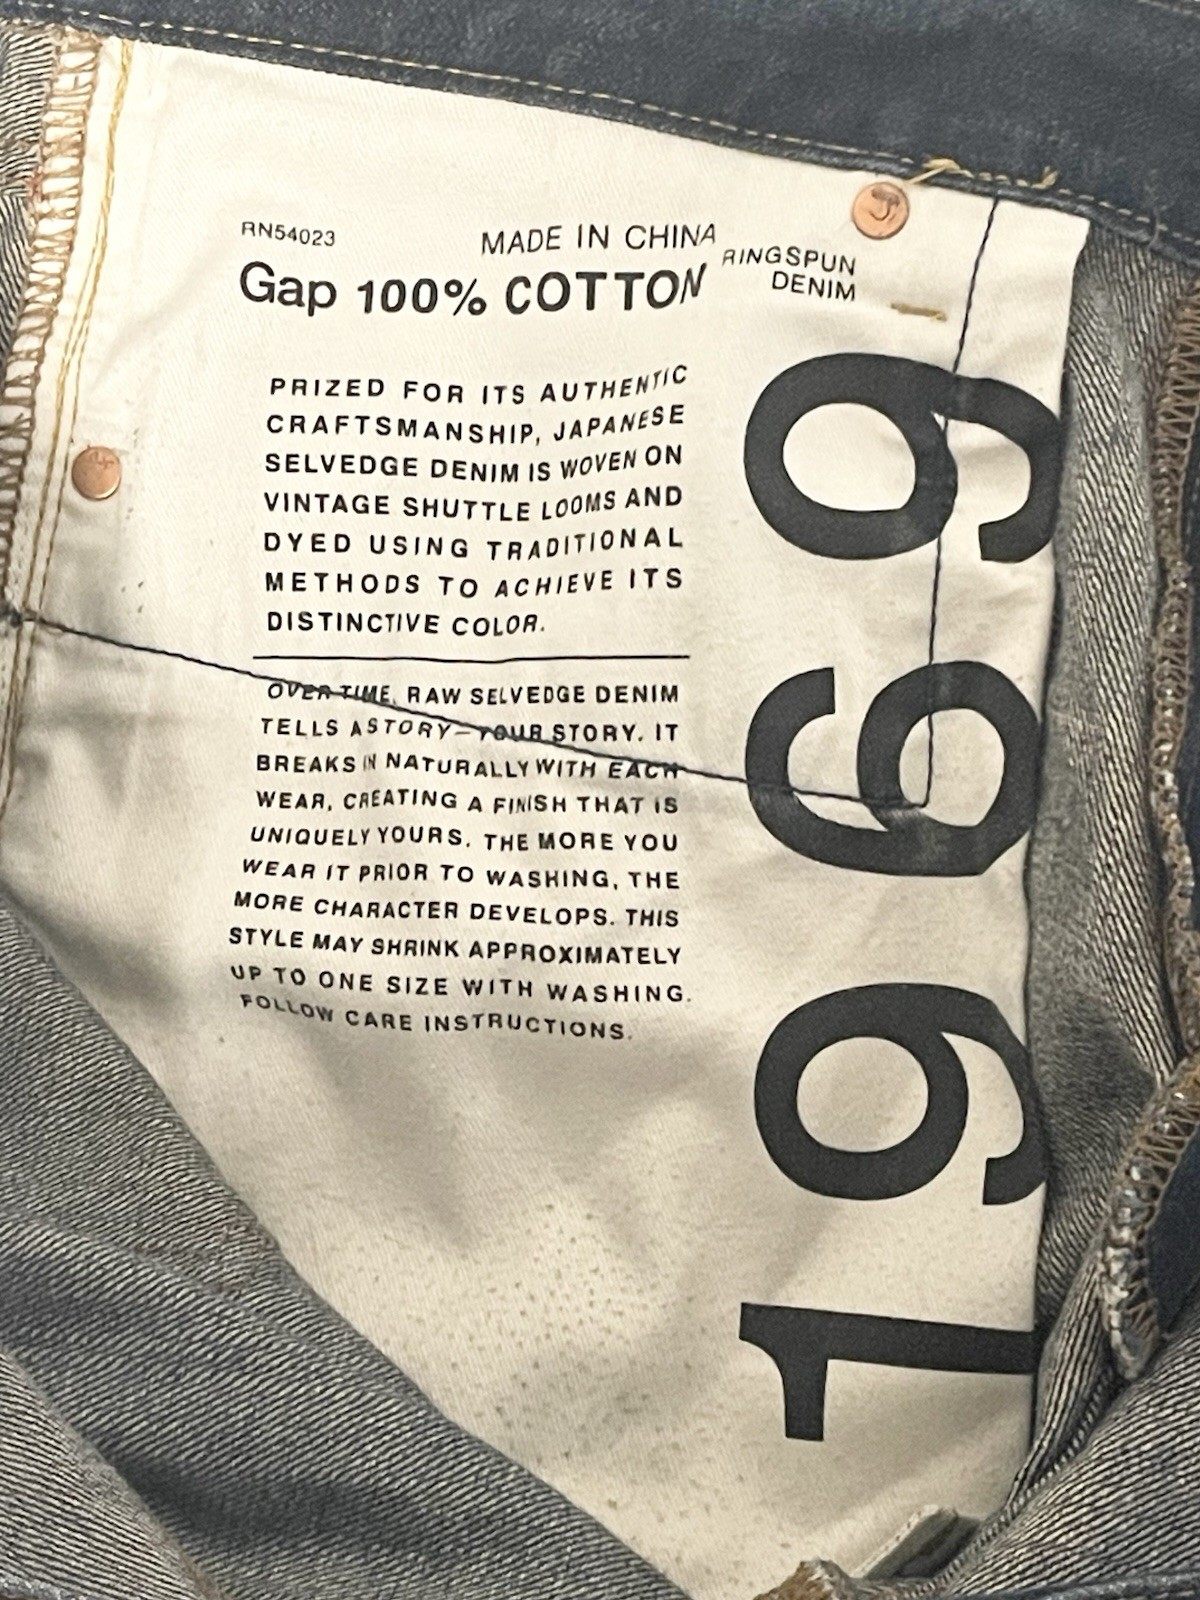 RN54023
MADE IN CHINA
Gap 100% COTTON
RINGSPUN
DENIM
PRIZED FOR ITS AUTHENTIC
CRAFTSMANSHIP, JAPANESE
SELVEDGE DENIM IS WOVEN ON
VINTAGE SHUTTLE LOOMS AND
DYED USING TRADITIONAL
METHODS TO ACHIEVE ITS
DISTINCTIVE COLOR.
OVER TIME, RAW SELVEDGE DENIM
TELLS A STORY—YOUR STORY. IT
BREAKS IN NATURALLY WITH EACH
WEAR, CREATING A FINISH THAT IS
UNIQUELY YOURS. THE MORE YOU
WEAR IT PRIOR TO WASHING, THE
MORE CHARACTER DEVELOPS. THIS
STYLE MAY SHRINK APPROXIMATELY
UP TO ONE SIZE WITH WASHING.
FOLLOW CARE INSTRUCTIONS.
1969